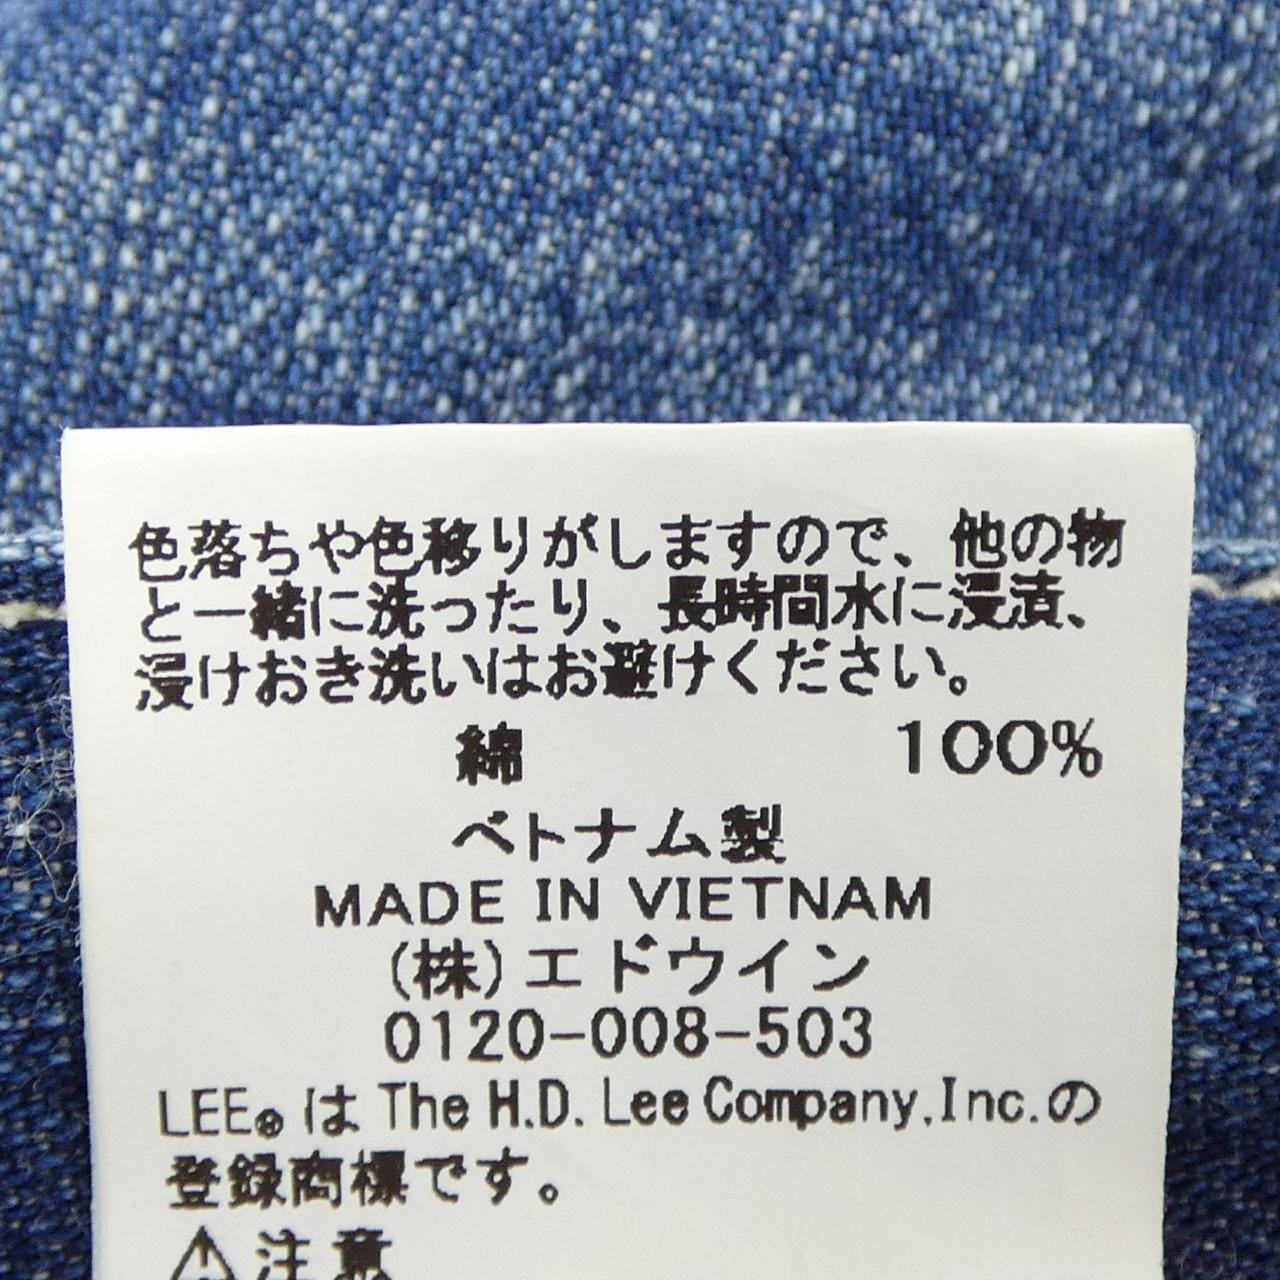 色落ちや色移りがしますので、他の物
と一緒に洗ったり、長時間水に浸漬、
浸けおき洗いはお避けください。
綿 100%
ベトナム製
MADE IN VIETNAM
(株)エドウイン
0120-008-503
LEE®は The H.D. Lee Company,Inc.の
登録商標です。
⚠注意